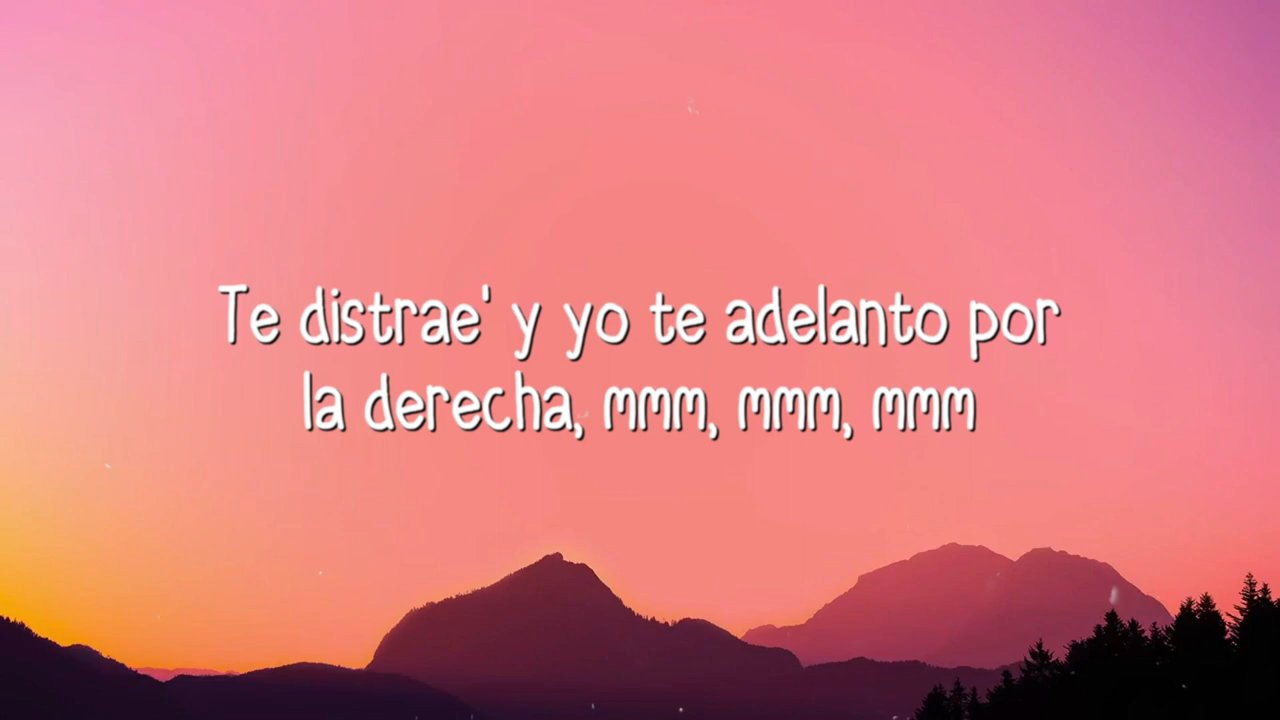 Te distrae' y yo te adelanto por
la derecha, mmm, mmm, mmm